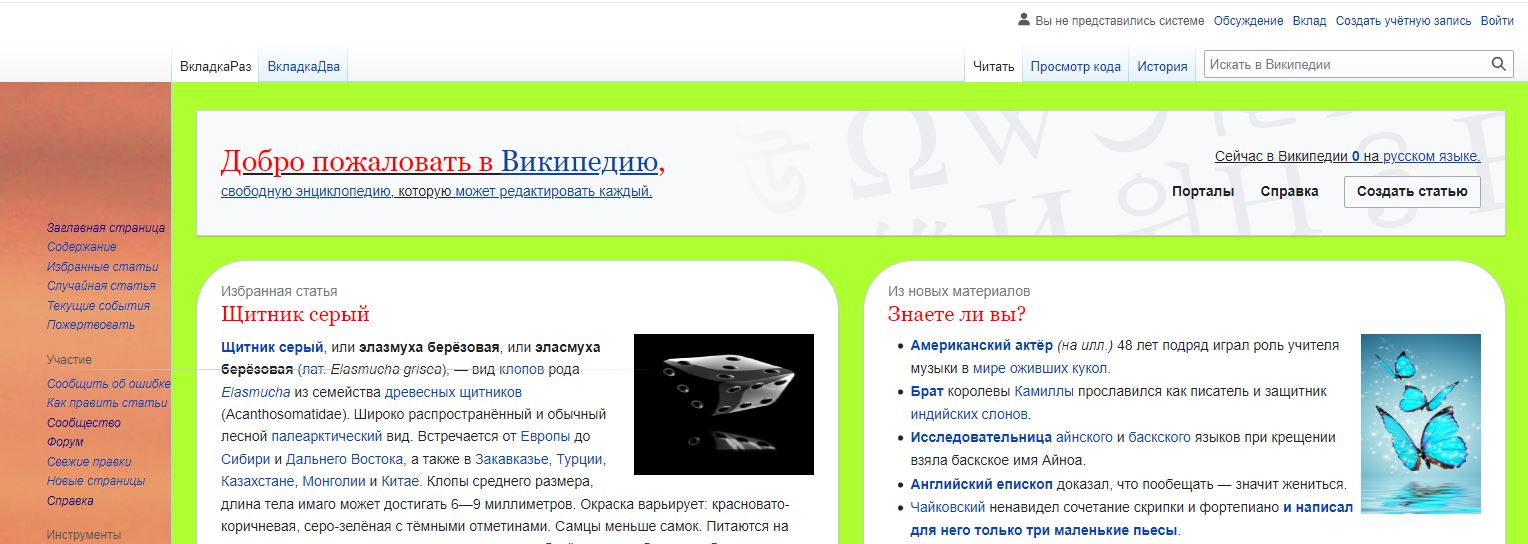 Вы не представились системе Обсуждение Вклад Создать учётную запись Войти
ВкладкаРаз ВкладкаДва Читать Просмотр кода История Искать в Википедии
Добро пожаловать в Википедию,
свободную энциклопедию, которую может редактировать каждый.
Сейчас в Википедии 0 на русском языке.
Порталы Справка Создать статью
Заглавная страница
Содержание
Избранные статьи
Случайная статья
Текущие события
Пожертвовать
Участие
Сообщить об ошибке
Как править статьи
Сообщество
Форум
Свежие правки
Новые страницы
Справка
Инструменты
Избранная статья
Щитник серый
Щитник серый, или элазмуха берёзовая, или эласмуха
берёзовая (лат. Elasmucha grisea), — вид клопов рода
Elasmucha из семейства древесных щитников
(Acanthosomatidae). Широко распространённый и обычный
лесной палеарктический вид. Встречается от Европы до
Сибири и Дальнего Востока, а также в Закавказье, Турции,
Казахстане, Монголии и Китае. Клопы среднего размера,
длина тела имаго может достигать 6—9 миллиметров. Окраска варьирует: красновато-
коричневая, серо-зелёная с тёмными отметинами. Самцы меньше самок. Питаются на
Из новых материалов
Знаете ли вы?
Американский актёр (на илл.) 48 лет подряд играл роль учителя
музыки в мире оживших кукол.
Брат королевы Камиллы прославился как писатель и защитник
индийских слонов.
Исследовательница айнского и баскского языков при крещении
взяла баскское имя Айноа.
Английский епископ доказал, что пообещать — значит жениться.
Чайковский ненавидел сочетание скрипки и фортепиано и написал
для него только три маленькие пьесы.